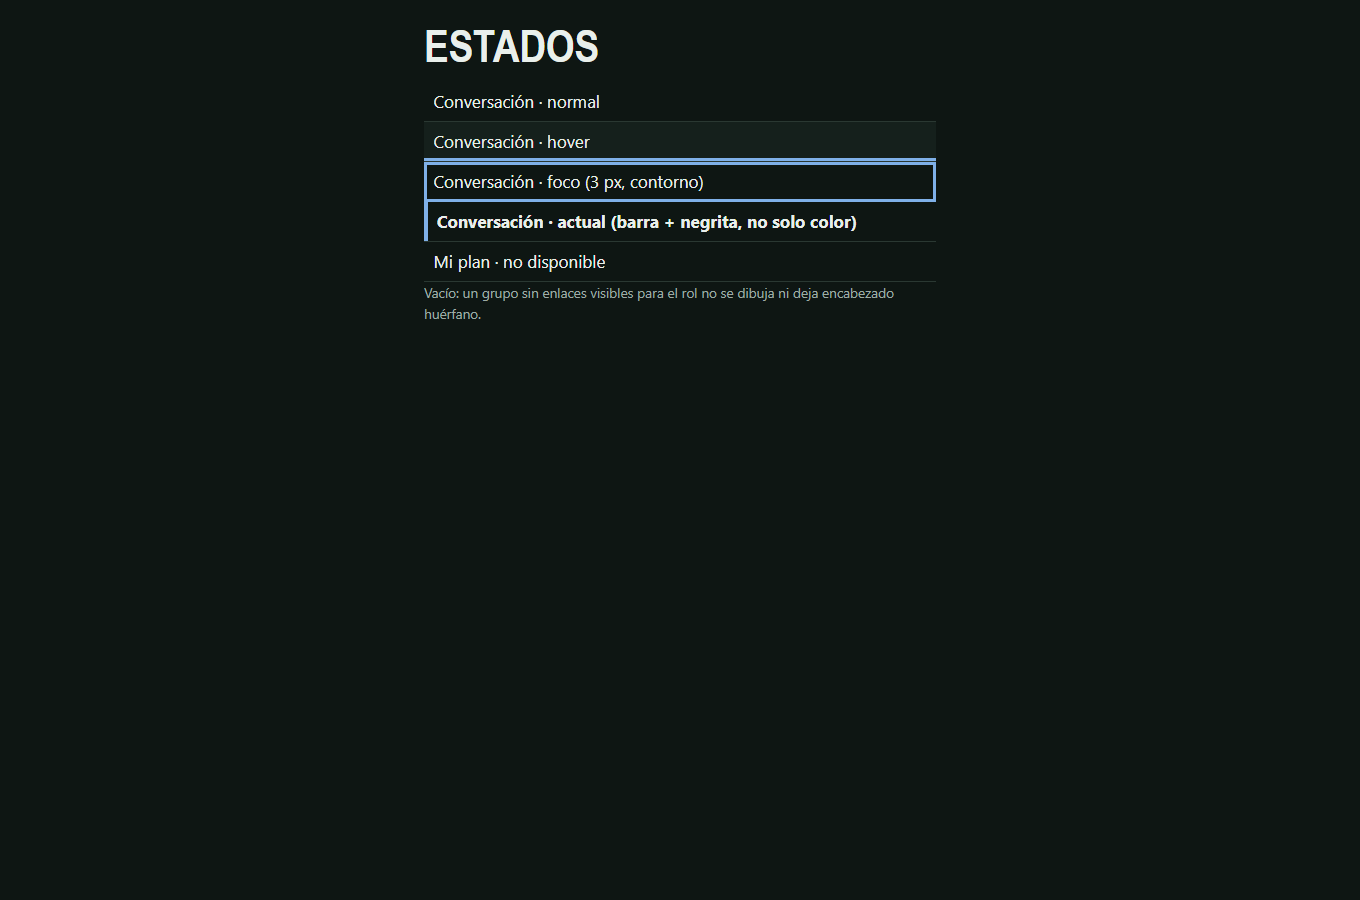 ESTADOS
Conversación · normal
Conversación · hover
Conversación · foco (3 px, contorno)
Conversación · actual (barra + negrita, no solo color)
Mi plan · no disponible
Vacío: un grupo sin enlaces visibles para el rol no se dibuja ni deja encabezado
huérfano.